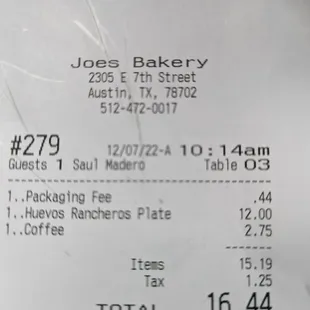 Joes Bakery
2305 E 7th Street
Austin, TX, 78702
512-472-0017
#279 12/07/22-A 10:14am
Guests 1 Saul Madero Table 03
1..Packaging Fee .44
1..Huevos Rancheros Plate 12.00
1..Coffee 2.75
Items 15.19
Tax 1.25
TOTAL 16.44